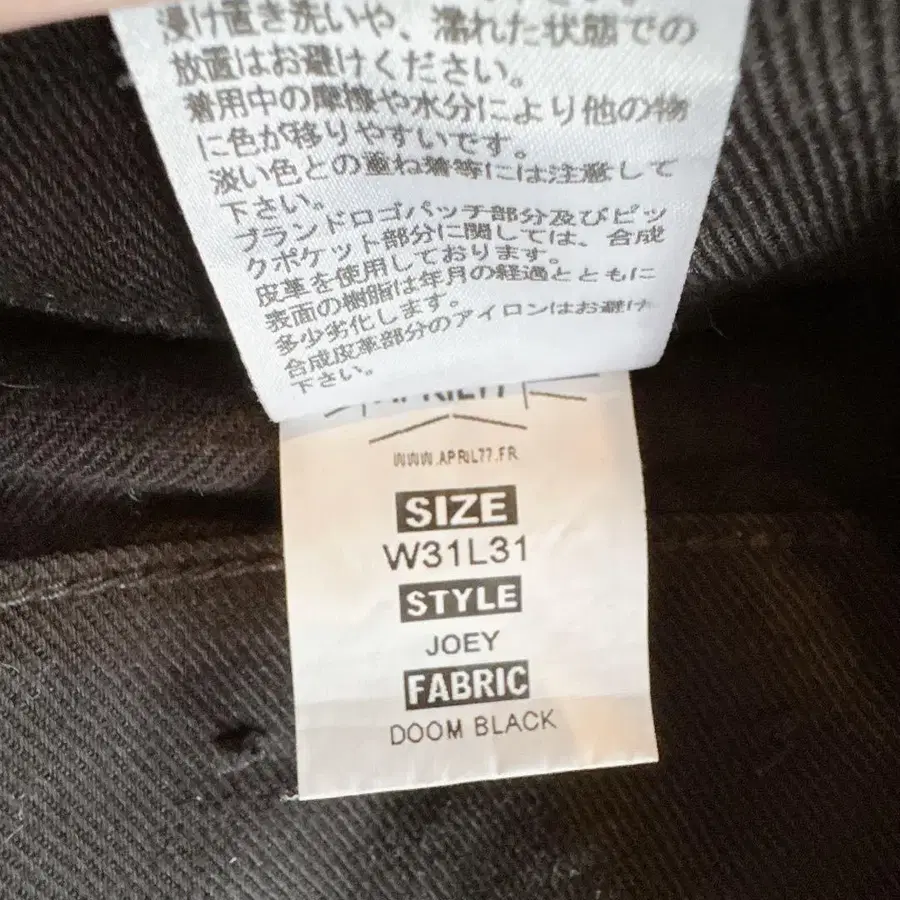 浸け置き洗いや、濡れた状態での
放置はお避けください。
着用中の摩擦や水分により他の物
に色が移りやすいです。
淡い色との重ね着等には注意して
下さい。
ブランドロゴパッチ部分及びピッ
クポケット部分に関しては、合成
皮革を使用しております。
表面の樹脂は年月の経過とともに
多少劣化します。
合成皮革部分のアイロンはお避け
下さい。
APRIL77
WWW.APRIL77.FR
SIZE
W31L31
STYLE
JOEY
FABRIC
DOOM BLACK